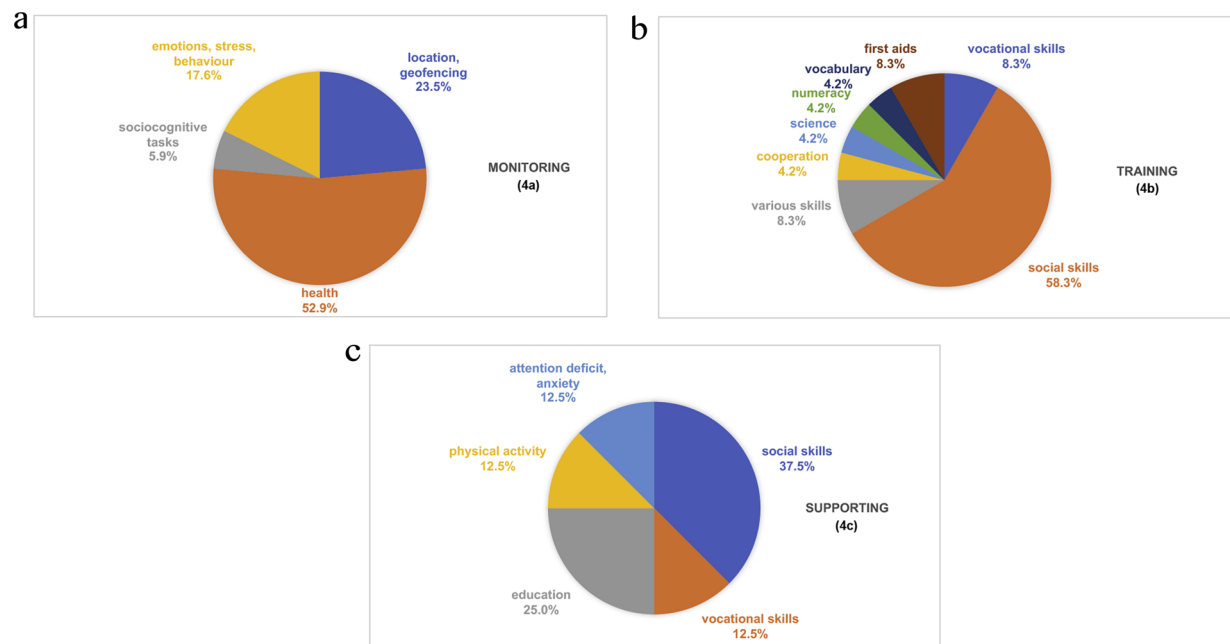 a
emotions, stress,
behaviour
17.6%
location,
geofencing
23.5%
sociocognitive
tasks
5.9%
health
52.9%
MONITORING
(4a)
b
first aids
8.3%
vocational skills
8.3%
vocabulary
4.2%
numeracy
4.2%
science
4.2%
cooperation
4.2%
various skills
8.3%
social skills
58.3%
TRAINING
(4b)
c
attention deficit,
anxiety
12.5%
physical activity
12.5%
social skills
37.5%
education
25.0%
vocational skills
12.5%
SUPPORTING
(4c)